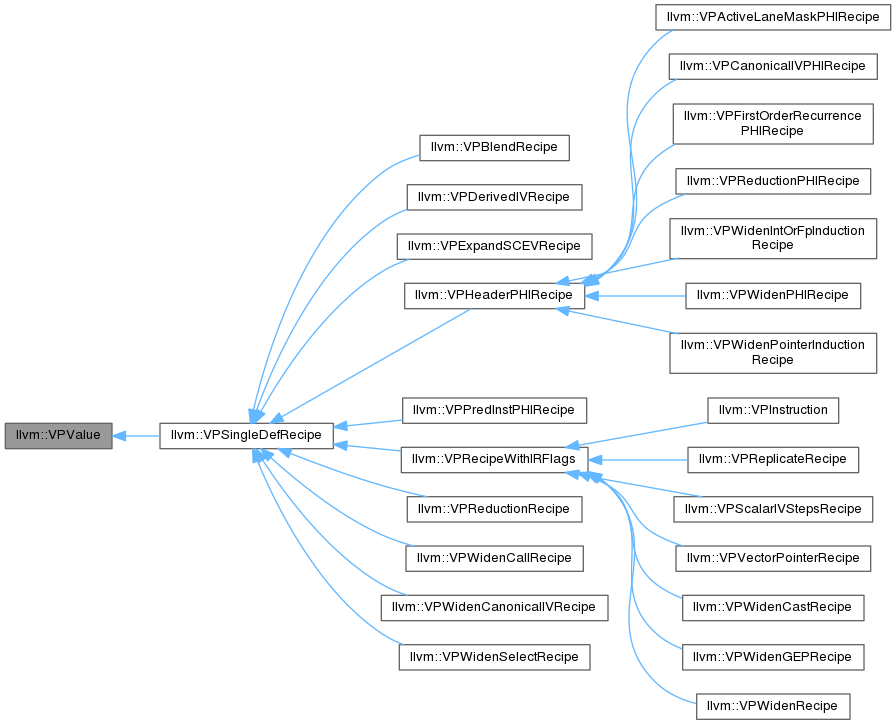 llvm::VPActiveLaneMaskPHIRecipe
llvm::VPCanonicalIVPHIRecipe
llvm::VPFirstOrderRecurrence
PHIRecipe
llvm::VPBlendRecipe
llvm::VPReductionPHIRecipe
llvm::VPDerivedIVRecipe
llvm::VPWidenIntOrFpInduction
Recipe
llvm::VPExpandSCEVRecipe
llvm::VPHeaderPHIRecipe
llvm::VPWidenPHIRecipe
llvm::VPWidenPointerInduction
Recipe
llvm::VPPredInstPHIRecipe
llvm::VPInstruction
llvm::VPValue
llvm::VPSingleDefRecipe
llvm::VPRecipeWithIRFlags
llvm::VPReplicateRecipe
llvm::VPReductionRecipe
llvm::VPScalarIVStepsRecipe
llvm::VPWidenCallRecipe
llvm::VPVectorPointerRecipe
llvm::VPWidenCanonicalIVRecipe
llvm::VPWidenCastRecipe
llvm::VPWidenSelectRecipe
llvm::VPWidenGEPRecipe
llvm::VPWidenRecipe